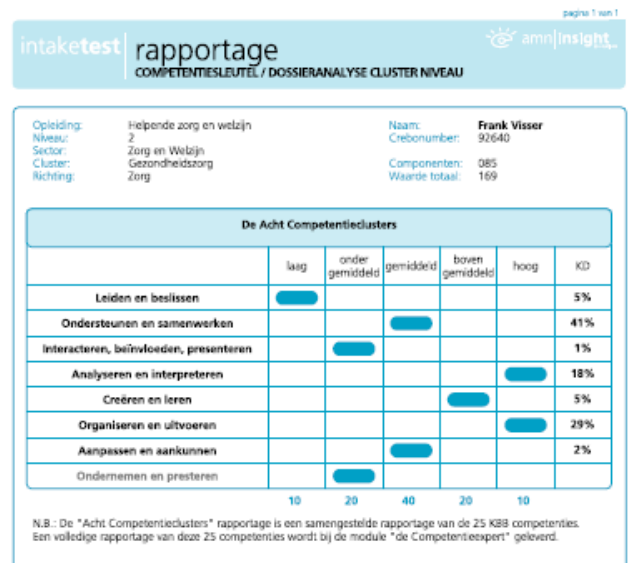 pagina 1 van 1
intaketest rapportage amn|insight
COMPETENTIESLEUTEL / DOSSIERANALYSE CLUSTER NIVEAU
Opleiding: Helpende zorg en welzijn Naam: Frank Visser
Niveau: 2 Crebonumber: 92640
Sector: Zorg en Welzijn
Cluster: Gezondheidszorg Componenten: 085
Richting: Zorg Waarde totaal: 169
De Acht Competentieclusters
laag onder gemiddeld gemiddeld boven gemiddeld hoog KD
Leiden en beslissen 5%
Ondersteunen en samenwerken 41%
Interacteren, beïnvloeden, presenteren 1%
Analyseren en interpreteren 18%
Creëren en leren 5%
Organiseren en uitvoeren 29%
Aanpassen en aankunnen 2%
Ondernemen en presteren
10 20 40 20 10
N.B.: De "Acht Competentieclusters" rapportage is een samengestelde rapportage van de 25 KBB competenties.
Een volledige rapportage van deze 25 competenties wordt bij de module "de Competentieexpert" geleverd.